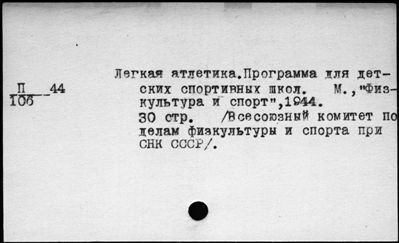 Легкая атлетика.Программа для дет-
П 44 ских спортивных школ. М.,"Физ-
106 культура и спорт",1944.
30 стр. /Всесоюзный комитет по
делам физкультуры и спорта при
СНК СССР/.